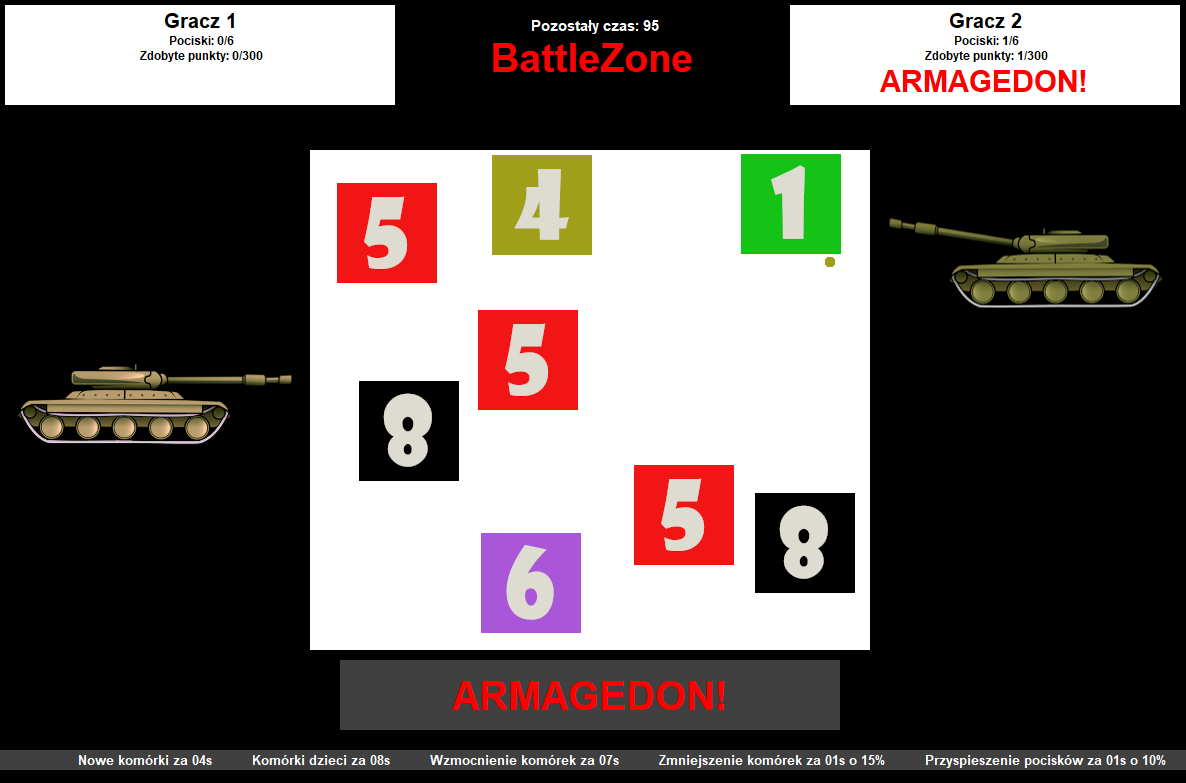 Gracz 1
Pociski: 0/6
Zdobyte punkty: 0/300
Pozostały czas: 95
BattleZone
Gracz 2
Pociski: 1/6
Zdobyte punkty: 1/300
ARMAGEDON!
5
4
1
5
8
5
8
6
ARMAGEDON!
Nowe komórki za 04s Komórki dzieci za 08s Wzmocnienie komórek za 07s Zmniejszenie komórek za 01s o 15% Przyspieszenie pocisków za 01s o 10%